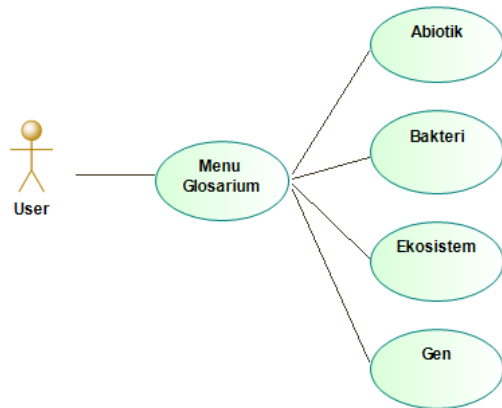 Abiotik
Bakteri
Menu
Glosarium
User
Ekosistem
Gen